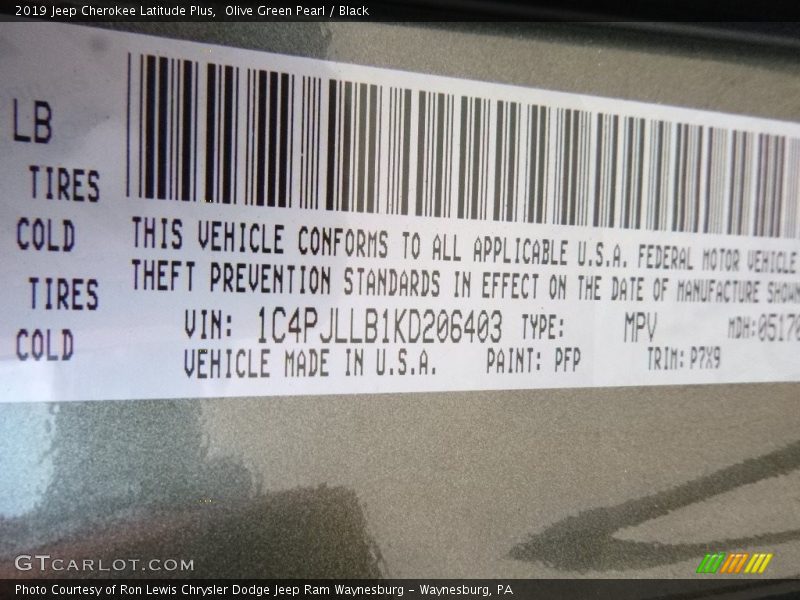 2019 Jeep Cherokee Latitude Plus,  Olive Green Pearl / Black
LB
TIRES
COLD
TIRES
COLD
THIS VEHICLE CONFORMS TO ALL APPLICABLE U.S.A. FEDERAL MOTOR VEHICLE
THEFT PREVENTION STANDARDS IN EFFECT ON THE DATE OF MANUFACTURE SHOWN
VIN: 1C4PJLLB1KD206403 TYPE: MPV MDH:05170
VEHICLE MADE IN U.S.A. PAINT: PFP TRIM: P7X9
GTCARLOT.COM
Photo Courtesy of Ron Lewis Chrysler Dodge Jeep Ram Waynesburg – Waynesburg, PA